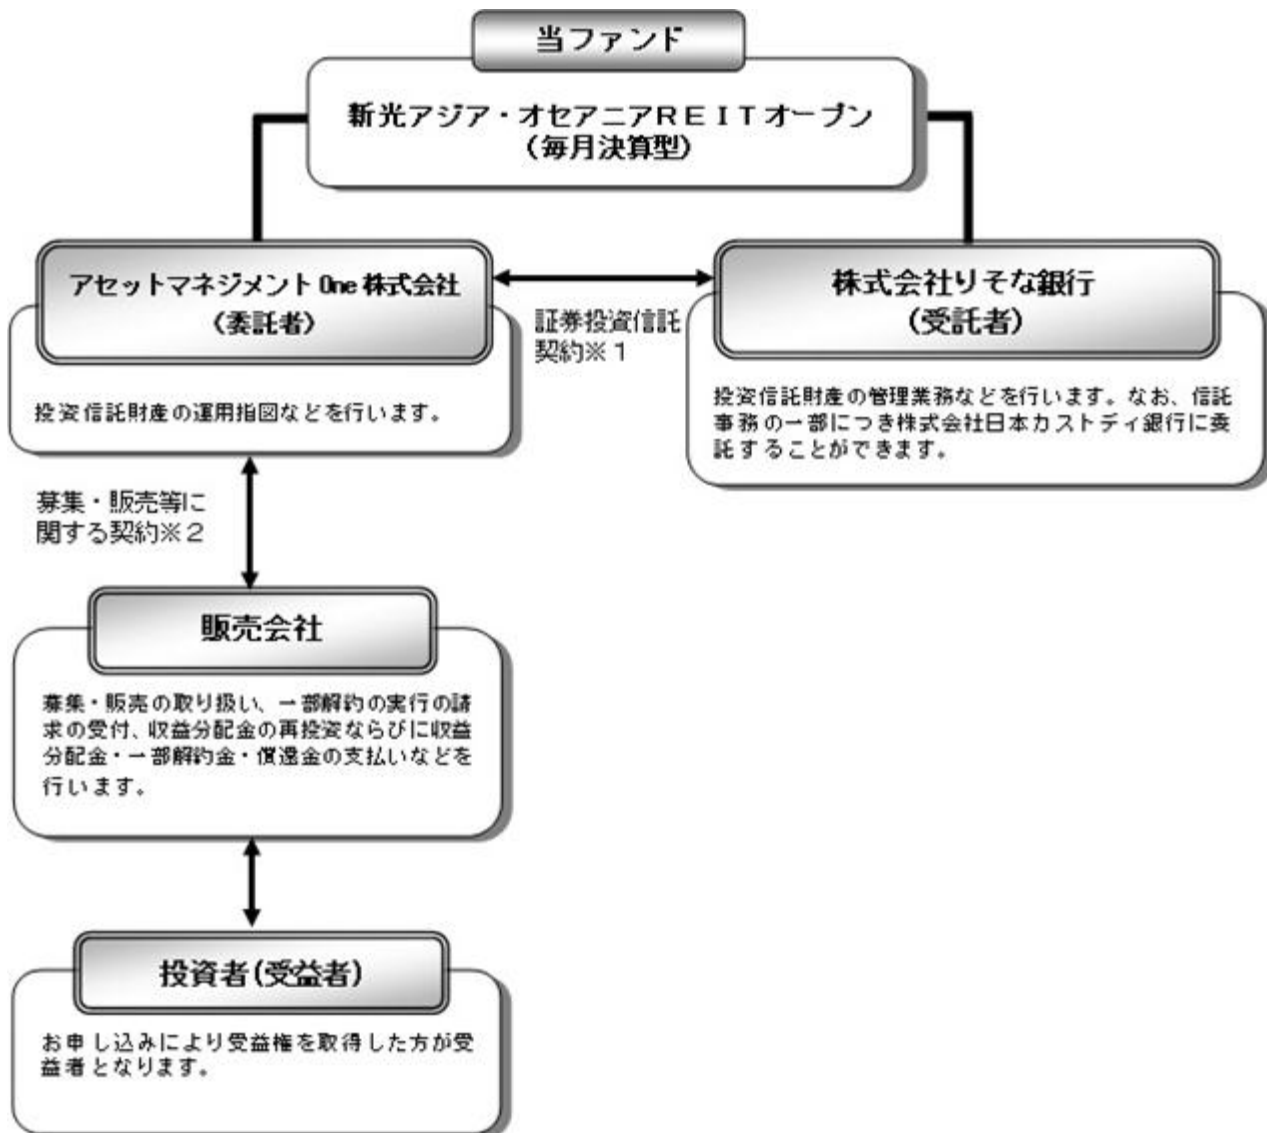 当ファンド
新光アジア・オセアニアＲＥＩＴオープン
(毎月決算型)
アセットマネジメント One 株式会社
(委託者)
投資信託財産の運用指図などを行います。
証券投資信託
契約※１
株式会社りそな銀行
(受託者)
投資信託財産の管理業務などを行います。なお、信託
事務の一部につき株式会社日本カストディ銀行に委
託することができます。
募集・販売等に
関する契約※２
販売会社
募集・販売の取り扱い、一部解約の実行の請
求の受付、収益分配金の再投資ならびに収益
分配金・一部解約金・償還金の支払いなどを
行います。
投資者(受益者)
お申し込みにより受益権を取得した方が受
益者となります。